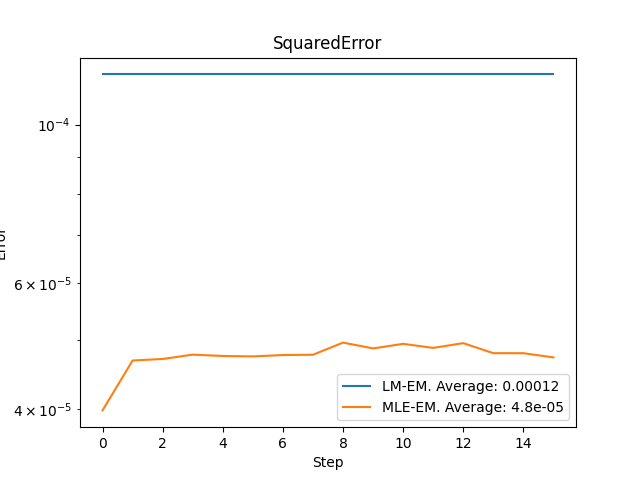 SquaredError
10⁻⁴
6 × 10⁻⁵
4 × 10⁻⁵
Error
LM-EM. Average: 0.00012
MLE-EM. Average: 4.8e-05
0 2 4 6 8 10 12 14
Step